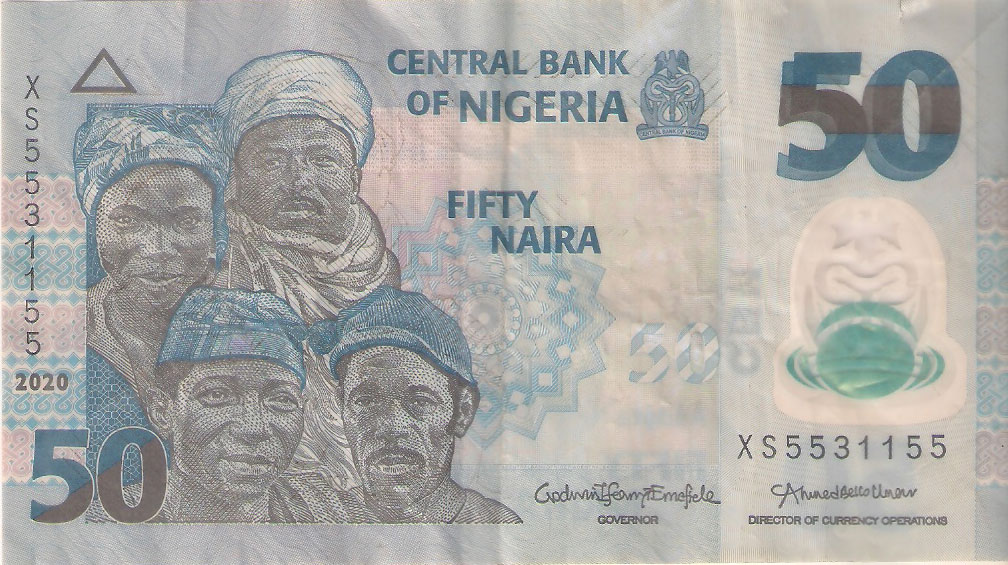 CENTRAL BANK
OF NIGERIA
CENTRAL BANK OF NIGERIA
50
XS5531155
FIFTY
NAIRA
50
2020
50
XS5531155
Godwin Ifeanyi Emefiele
GOVERNOR
Ahmed Bello Umar
DIRECTOR OF CURRENCY OPERATIONS